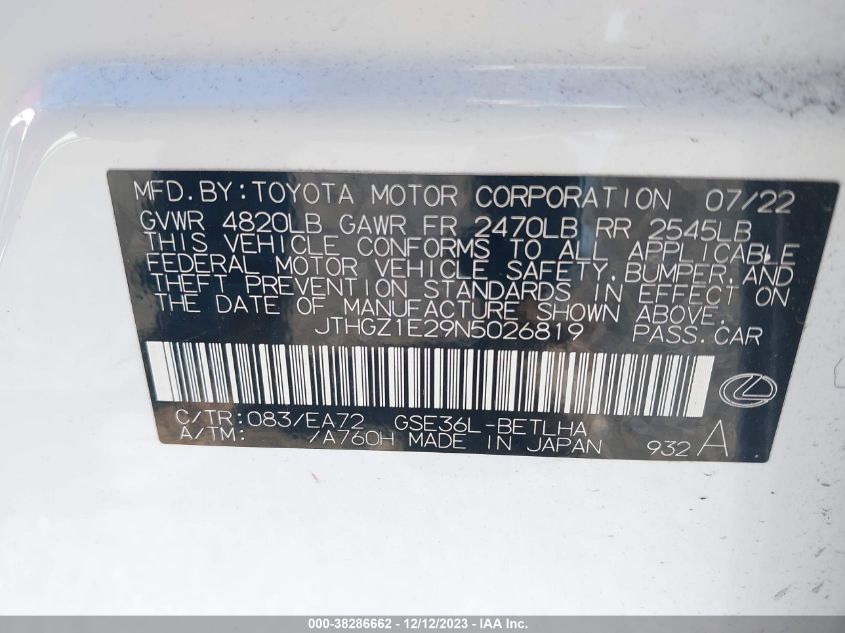 MFD.BY:TOYOTA MOTOR CORPORATION 07/22
GVWR 4820LB GAWR FR 2470LB RR 2545LB
THIS VEHICLE CONFORMS TO ALL APPLICABLE
FEDERAL MOTOR VEHICLE SAFETY,BUMPER,AND
THEFT PREVENTION STANDARDS IN EFFECT ON
THE DATE OF MANUFACTURE SHOWN ABOVE.
JTHGZ1E29N5026819 PASS.CAR
C/TR:083/EA72 GSE36L-BETLHA
A/TM: /A760H MADE IN JAPAN 932 A
000-38286662 - 12/12/2023 - IAA Inc.